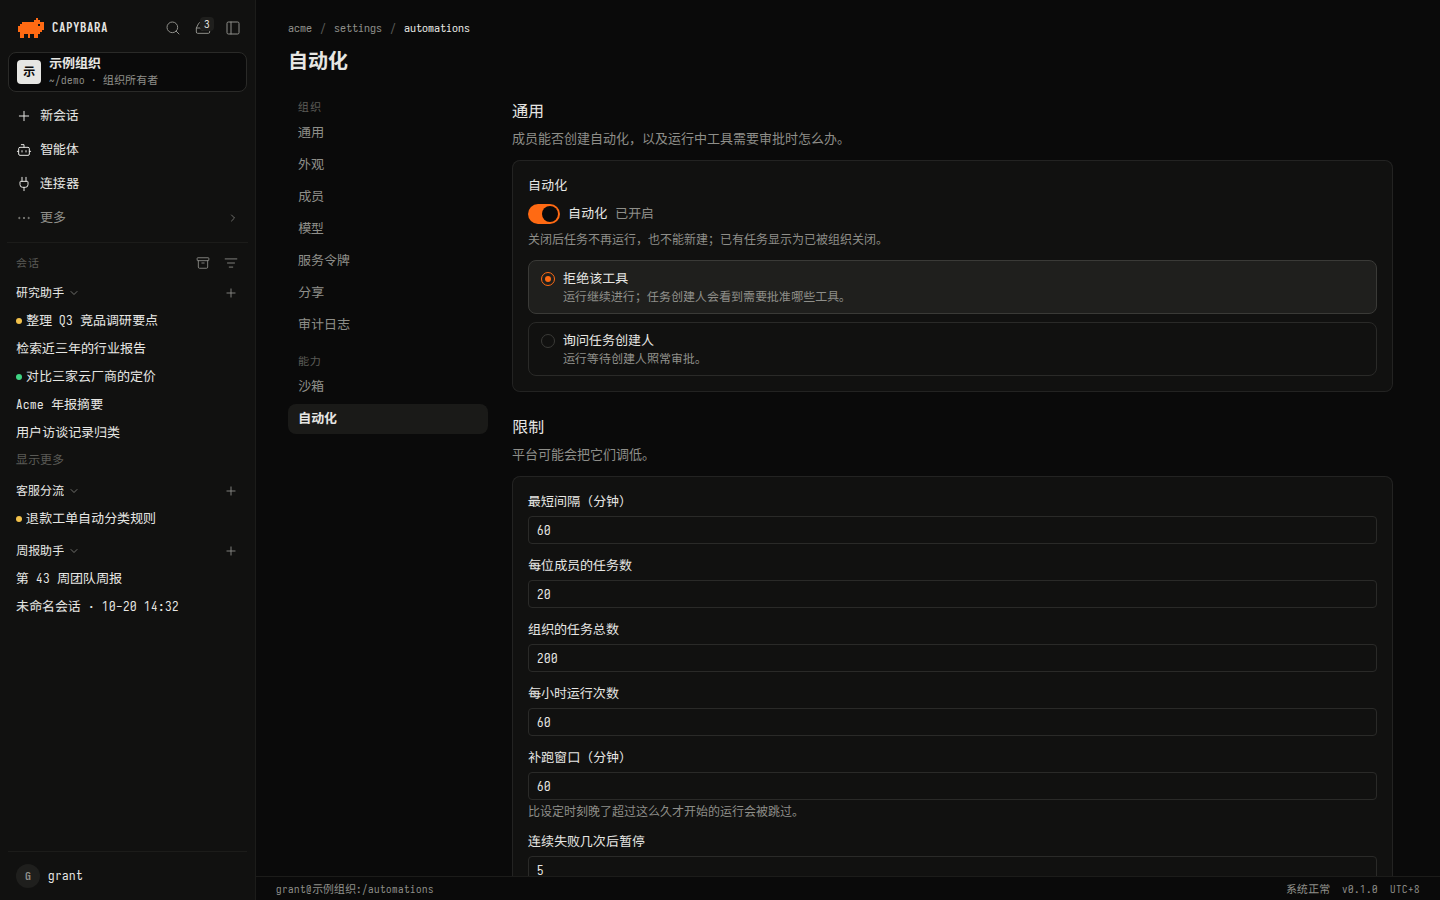 CAPYBARA
3
示
示例组织
~/demo · 组织所有者
新会话
智能体
连接器
更多
会话
研究助手
整理 Q3 竞品调研要点
检索近三年的行业报告
对比三家云厂商的定价
Acme 年报摘要
用户访谈记录归类
显示更多
客服分流
退款工单自动分类规则
周报助手
第 43 周团队周报
未命名会话 · 10-20 14:32
G
grant
acme / settings / automations
自动化
组织
通用
外观
成员
模型
服务令牌
分享
审计日志
能力
沙箱
自动化
通用
成员能否创建自动化，以及运行中工具需要审批时怎么办。
自动化
自动化 已开启
关闭后任务不再运行，也不能新建；已有任务显示为已被组织关闭。
拒绝该工具
运行继续进行；任务创建人会看到需要批准哪些工具。
询问任务创建人
运行等待创建人照常审批。
限制
平台可能会把它们调低。
最短间隔（分钟）
60
每位成员的任务数
20
组织的任务总数
200
每小时运行次数
60
补跑窗口（分钟）
60
比设定时刻晚了超过这么久才开始的运行会被跳过。
连续失败几次后暂停
5
grant@示例组织:/automations
系统正常 v0.1.0 UTC+8